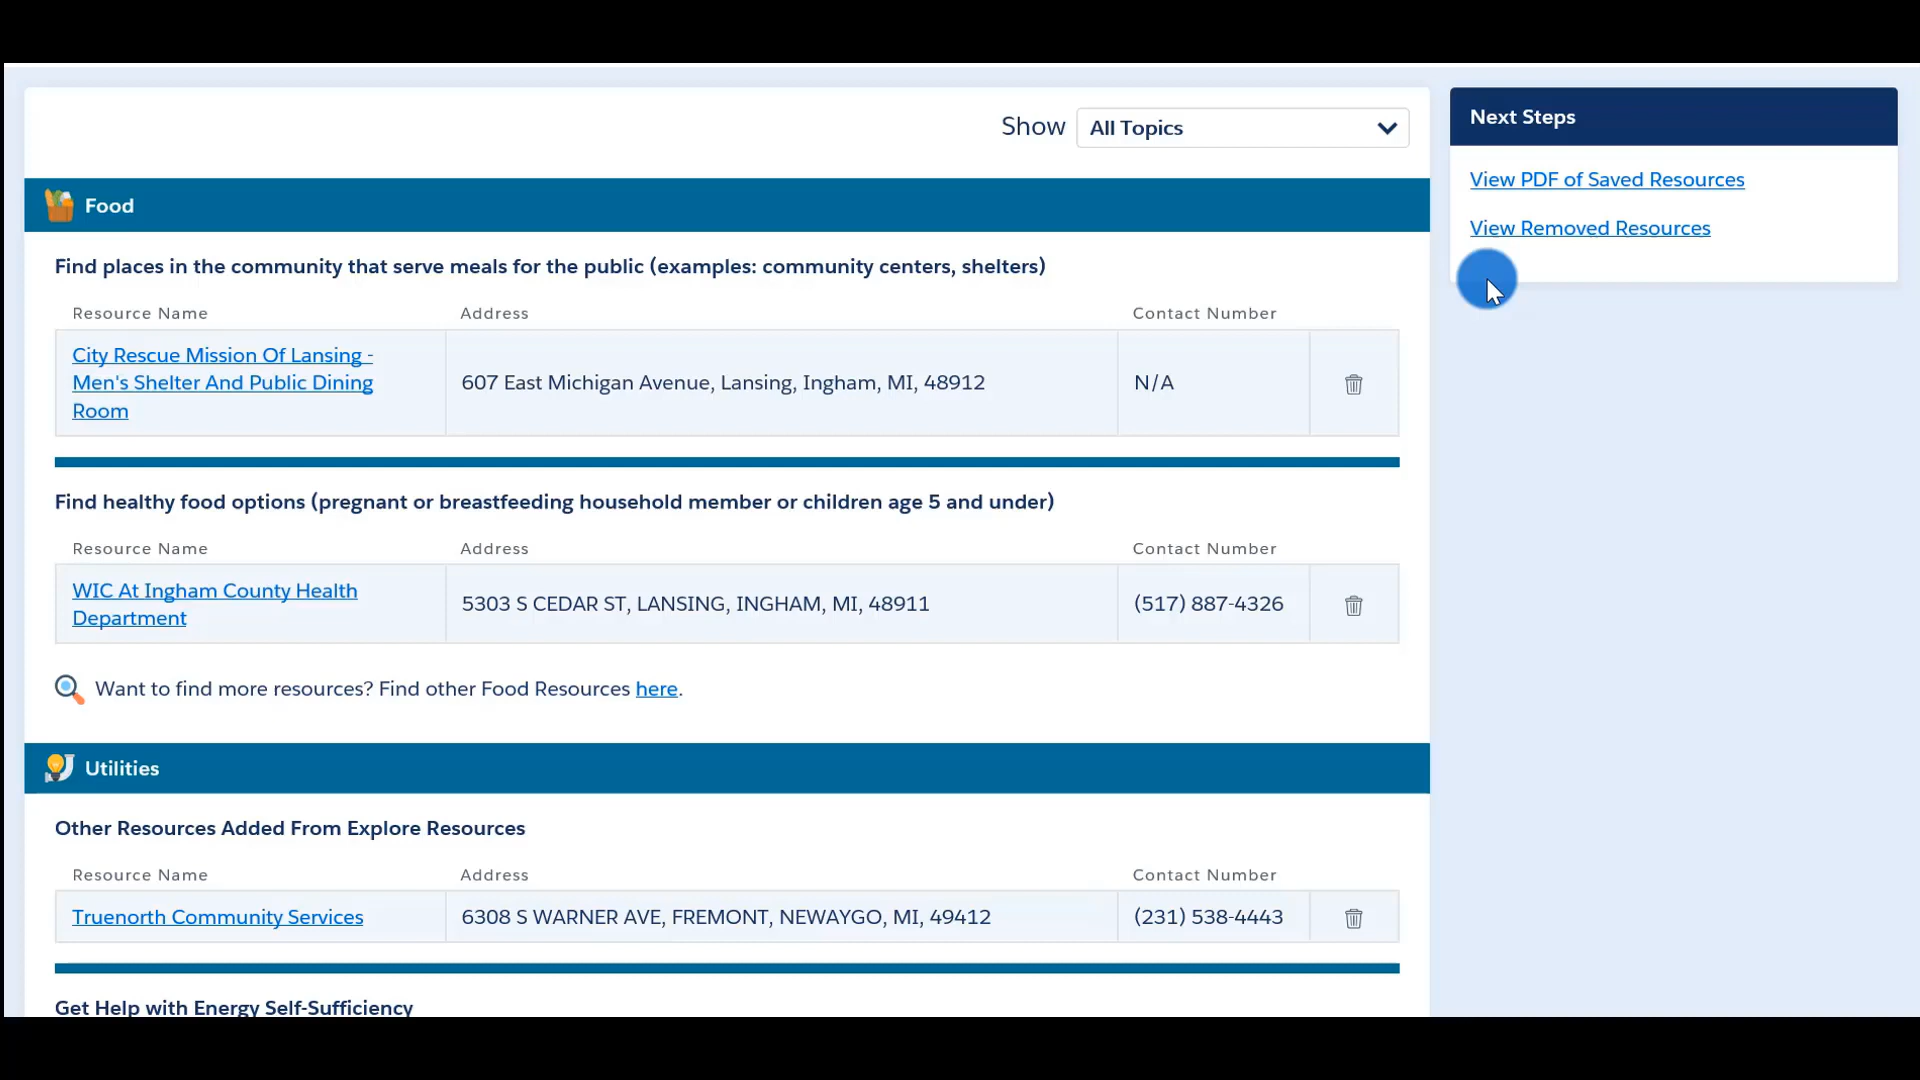 Show All Topics
Next Steps
View PDF of Saved Resources
View Removed Resources
Food
Find places in the community that serve meals for the public (examples: community centers, shelters)
Resource Name Address Contact Number
City Rescue Mission Of Lansing -
Men's Shelter And Public Dining
Room
607 East Michigan Avenue, Lansing, Ingham, MI, 48912
N/A
Find healthy food options (pregnant or breastfeeding household member or children age 5 and under)
Resource Name Address Contact Number
WIC At Ingham County Health
Department
5303 S CEDAR ST, LANSING, INGHAM, MI, 48911
(517) 887-4326
Want to find more resources? Find other Food Resources here.
Utilities
Other Resources Added From Explore Resources
Resource Name Address Contact Number
Truenorth Community Services 6308 S WARNER AVE, FREMONT, NEWAYGO, MI, 49412 (231) 538-4443
Get Help with Energy Self-Sufficiency